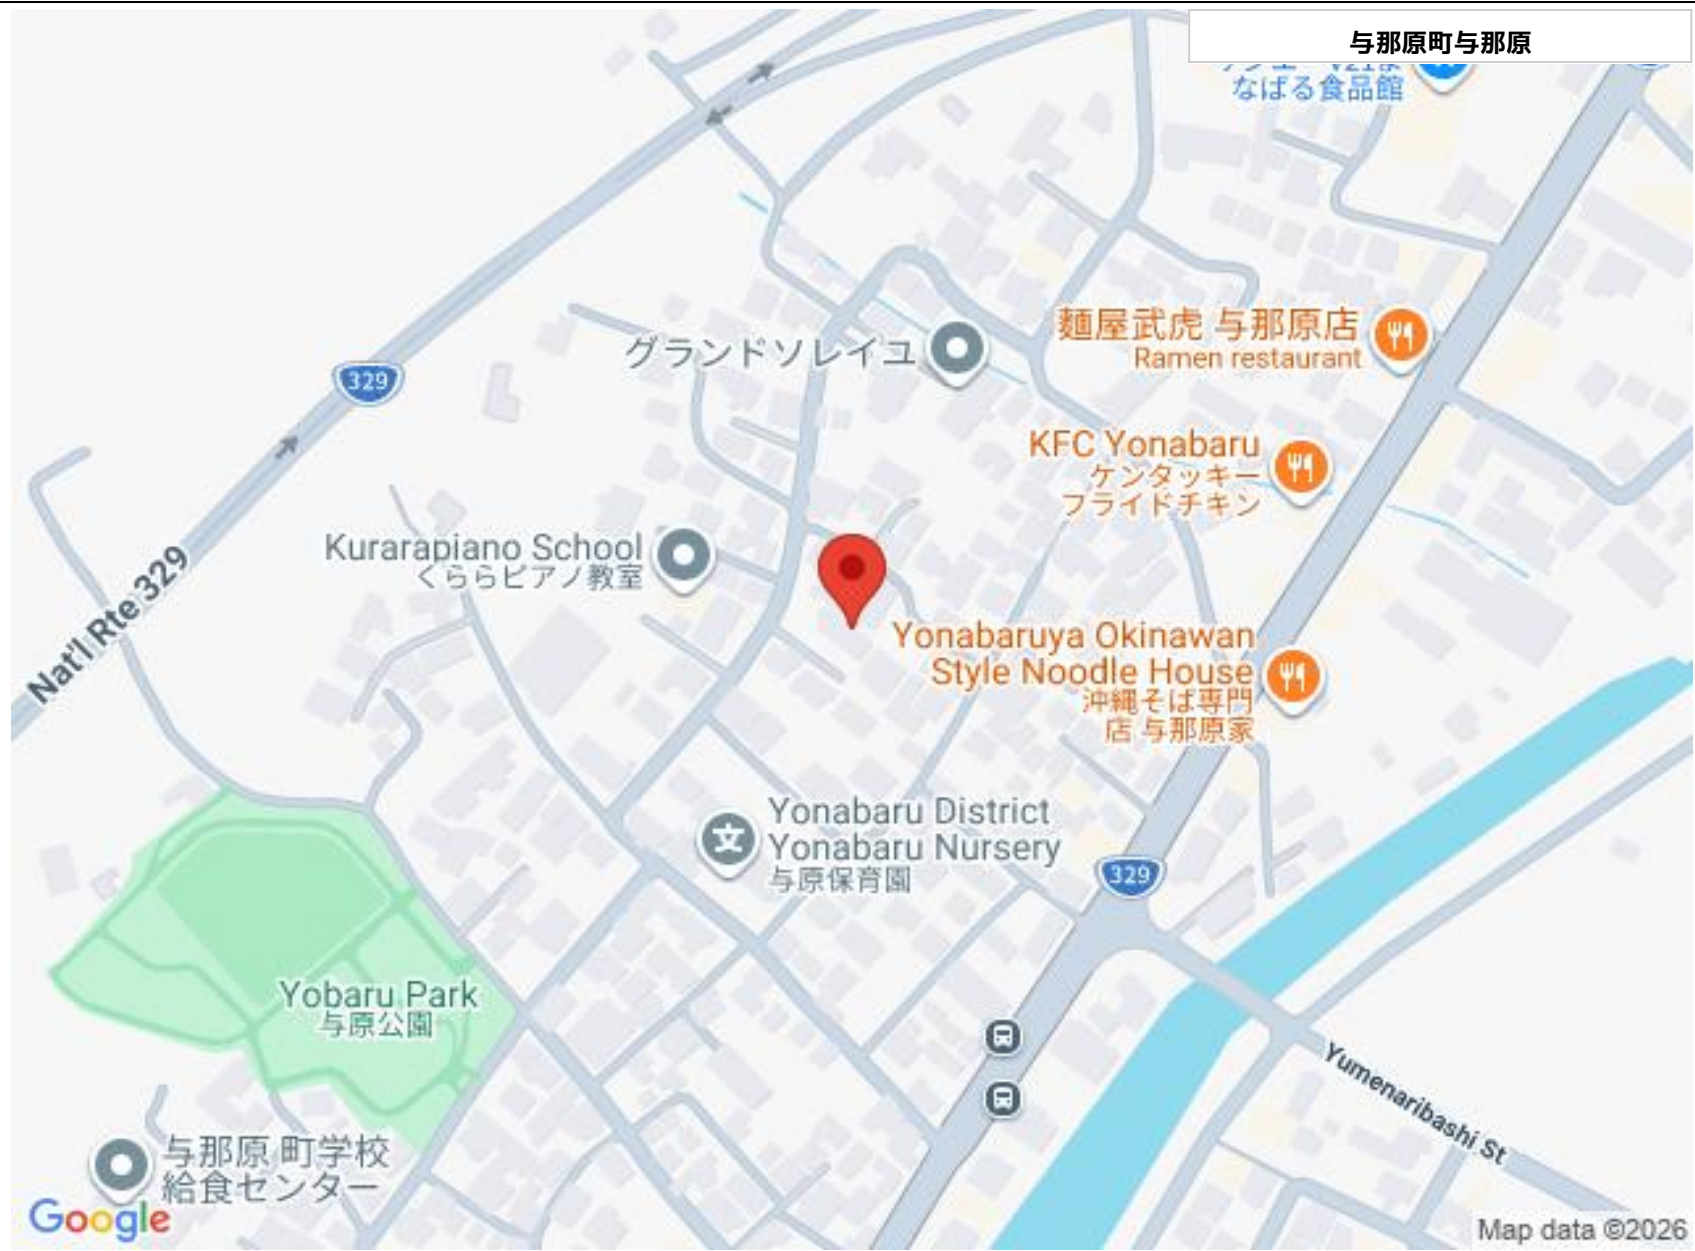 与那原町与那原
なばる食品館
麺屋武虎 与那原店
Ramen restaurant
グランドソレイユ
329
KFC Yonabaru
ケンタッキー
フライドチキン
Kurarapiano School
くららピアノ教室
Nat'l Rte 329
Yonabaruya Okinawan
Style Noodle House
沖縄そば専門
店 与那原家
Yonabaru District
Yonabaru Nursery
与原保育園
文
329
Yobaru Park
与原公園
Yumenaribashi St
与那原町学校
給食センター
Google
Map data ©2026